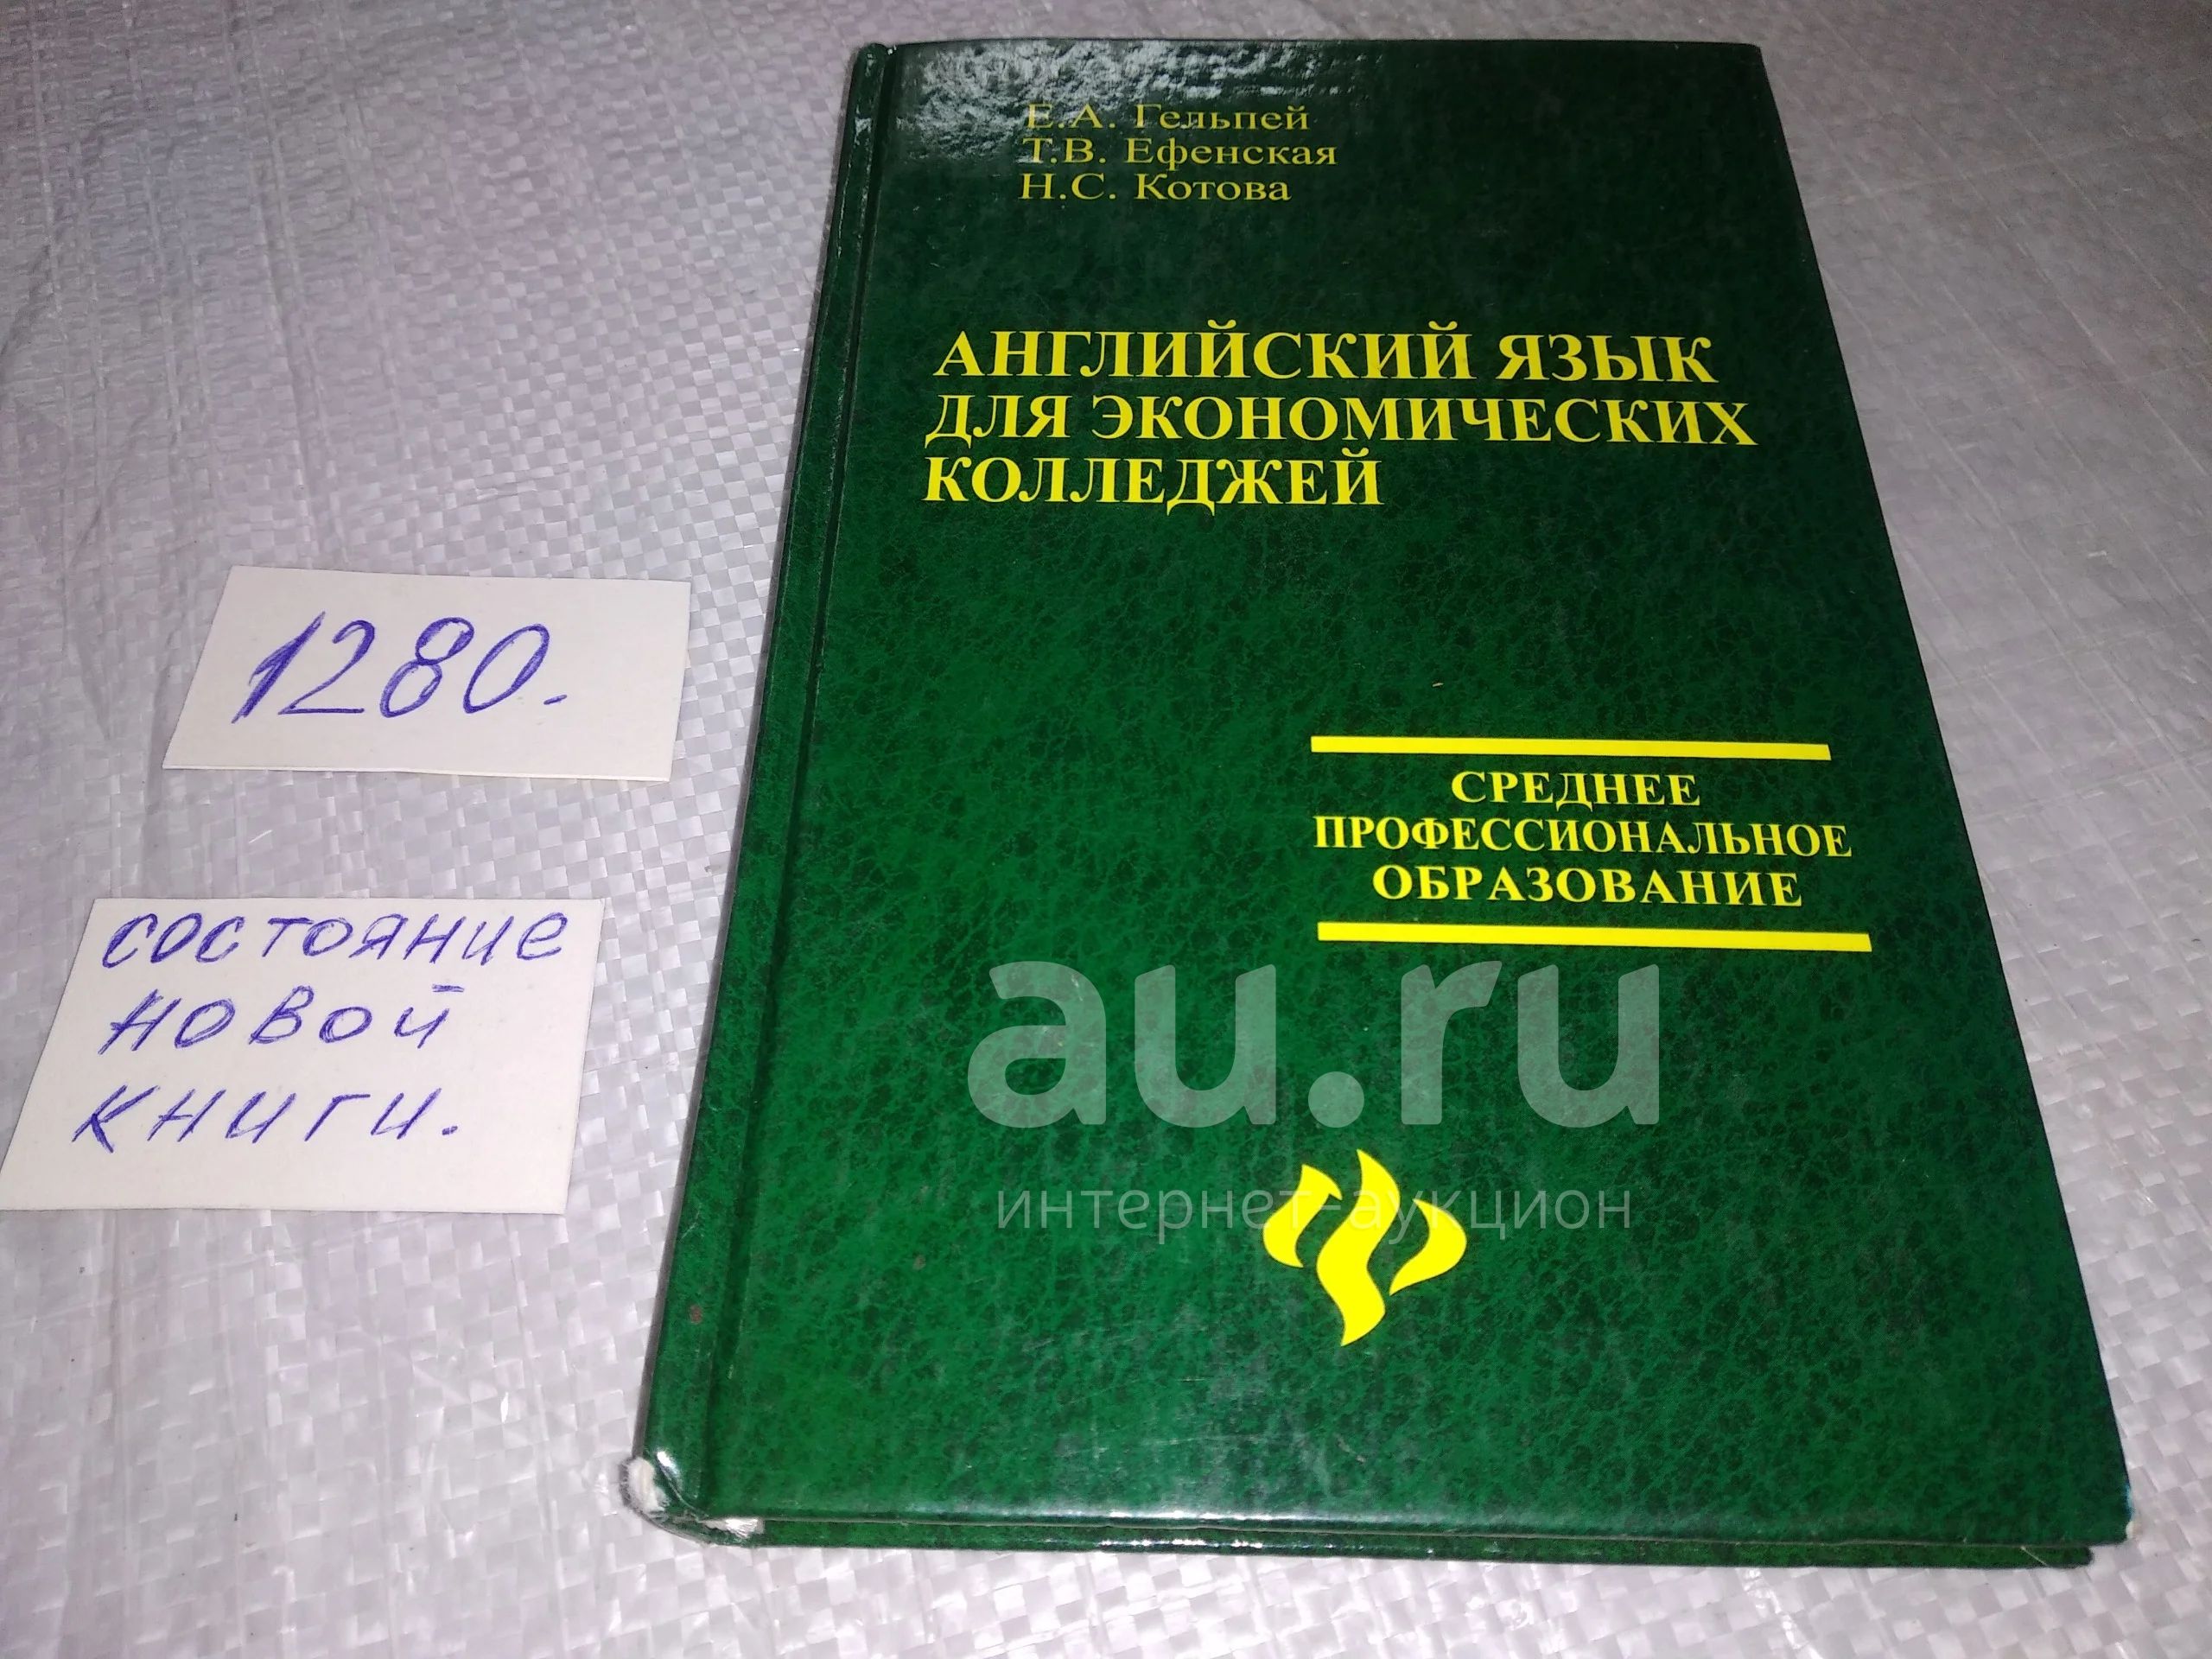 Е.А. Гельпей
Т.В. Ефенская
Н.С. Котова
АНГЛИЙСКИЙ ЯЗЫК
ДЛЯ ЭКОНОМИЧЕСКИХ
КОЛЛЕДЖЕЙ
1280.
СРЕДНЕЕ
ПРОФЕССИОНАЛЬНОЕ
ОБРАЗОВАНИЕ
состояние
новой
книги.
au.ru
интернет-аукцион